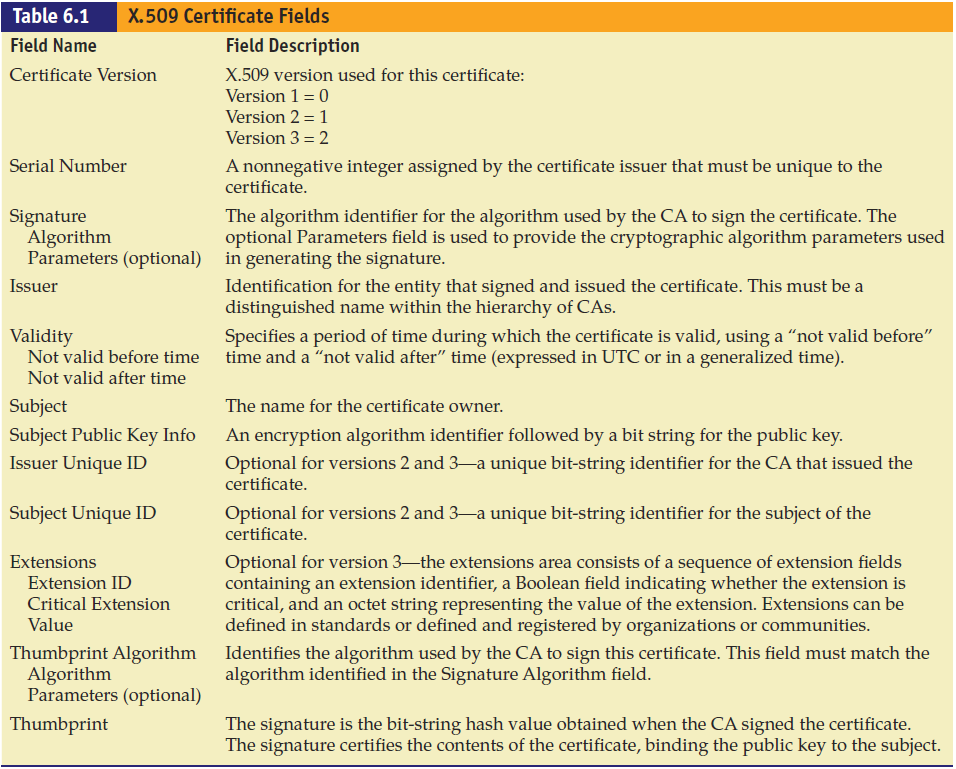 Table 6.1 X.509 Certificate Fields
Field Name Field Description
Certificate Version X.509 version used for this certificate:
Version 1 = 0
Version 2 = 1
Version 3 = 2
Serial Number A nonnegative integer assigned by the certificate issuer that must be unique to the
certificate.
Signature The algorithm identifier for the algorithm used by the CA to sign the certificate. The
Algorithm optional Parameters field is used to provide the cryptographic algorithm parameters used
Parameters (optional) in generating the signature.
Issuer Identification for the entity that signed and issued the certificate. This must be a
distinguished name within the hierarchy of CAs.
Validity Specifies a period of time during which the certificate is valid, using a “not valid before”
Not valid before time time and a “not valid after” time (expressed in UTC or in a generalized time).
Not valid after time
Subject The name for the certificate owner.
Subject Public Key Info An encryption algorithm identifier followed by a bit string for the public key.
Issuer Unique ID Optional for versions 2 and 3—a unique bit-string identifier for the CA that issued the
certificate.
Subject Unique ID Optional for versions 2 and 3—a unique bit-string identifier for the subject of the
certificate.
Extensions Optional for version 3—the extensions area consists of a sequence of extension fields
Extension ID containing an extension identifier, a Boolean field indicating whether the extension is
Critical Extension critical, and an octet string representing the value of the extension. Extensions can be
Value defined in standards or defined and registered by organizations or communities.
Thumbprint Algorithm Identifies the algorithm used by the CA to sign this certificate. This field must match the
Algorithm algorithm identified in the Signature Algorithm field.
Parameters (optional)
Thumbprint The signature is the bit-string hash value obtained when the CA signed the certificate.
The signature certifies the contents of the certificate, binding the public key to the subject.